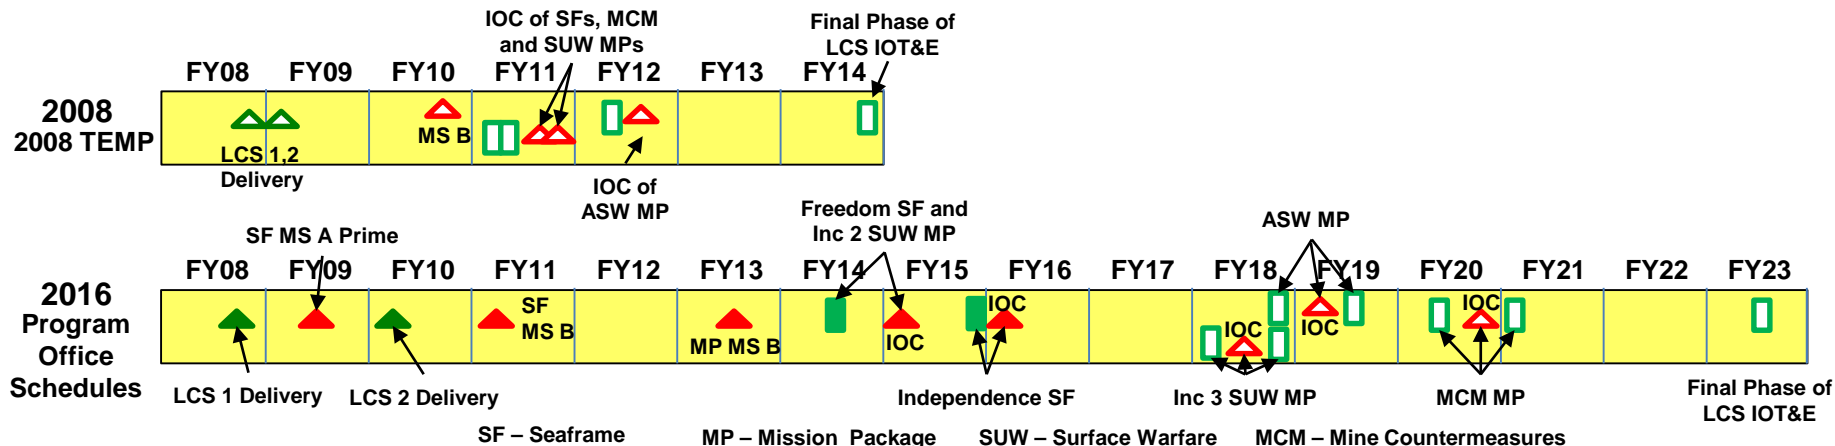 IOC of SFs, MCM
and SUW MPs
Final Phase of
LCS IOT&E
FY08 FY09 FY10 FY11 FY12 FY13 FY14
2008
2008 TEMP
MS B
LCS 1,2
Delivery
IOC of
ASW MP
SF MS A Prime
Freedom SF and
Inc 2 SUW MP
ASW MP
FY08 FY09 FY10 FY11 FY12 FY13 FY14 FY15 FY16 FY17 FY18 FY19 FY20 FY21 FY22 FY23
2016
Program
Office
Schedules
SF
MS B
MP MS B
IOC
IOC
IOC
IOC
IOC
LCS 1 Delivery
LCS 2 Delivery
Independence SF
Inc 3 SUW MP
MCM MP
Final Phase of
LCS IOT&E
SF – Seaframe
MP – Mission Package
SUW – Surface Warfare
MCM – Mine Countermeasures